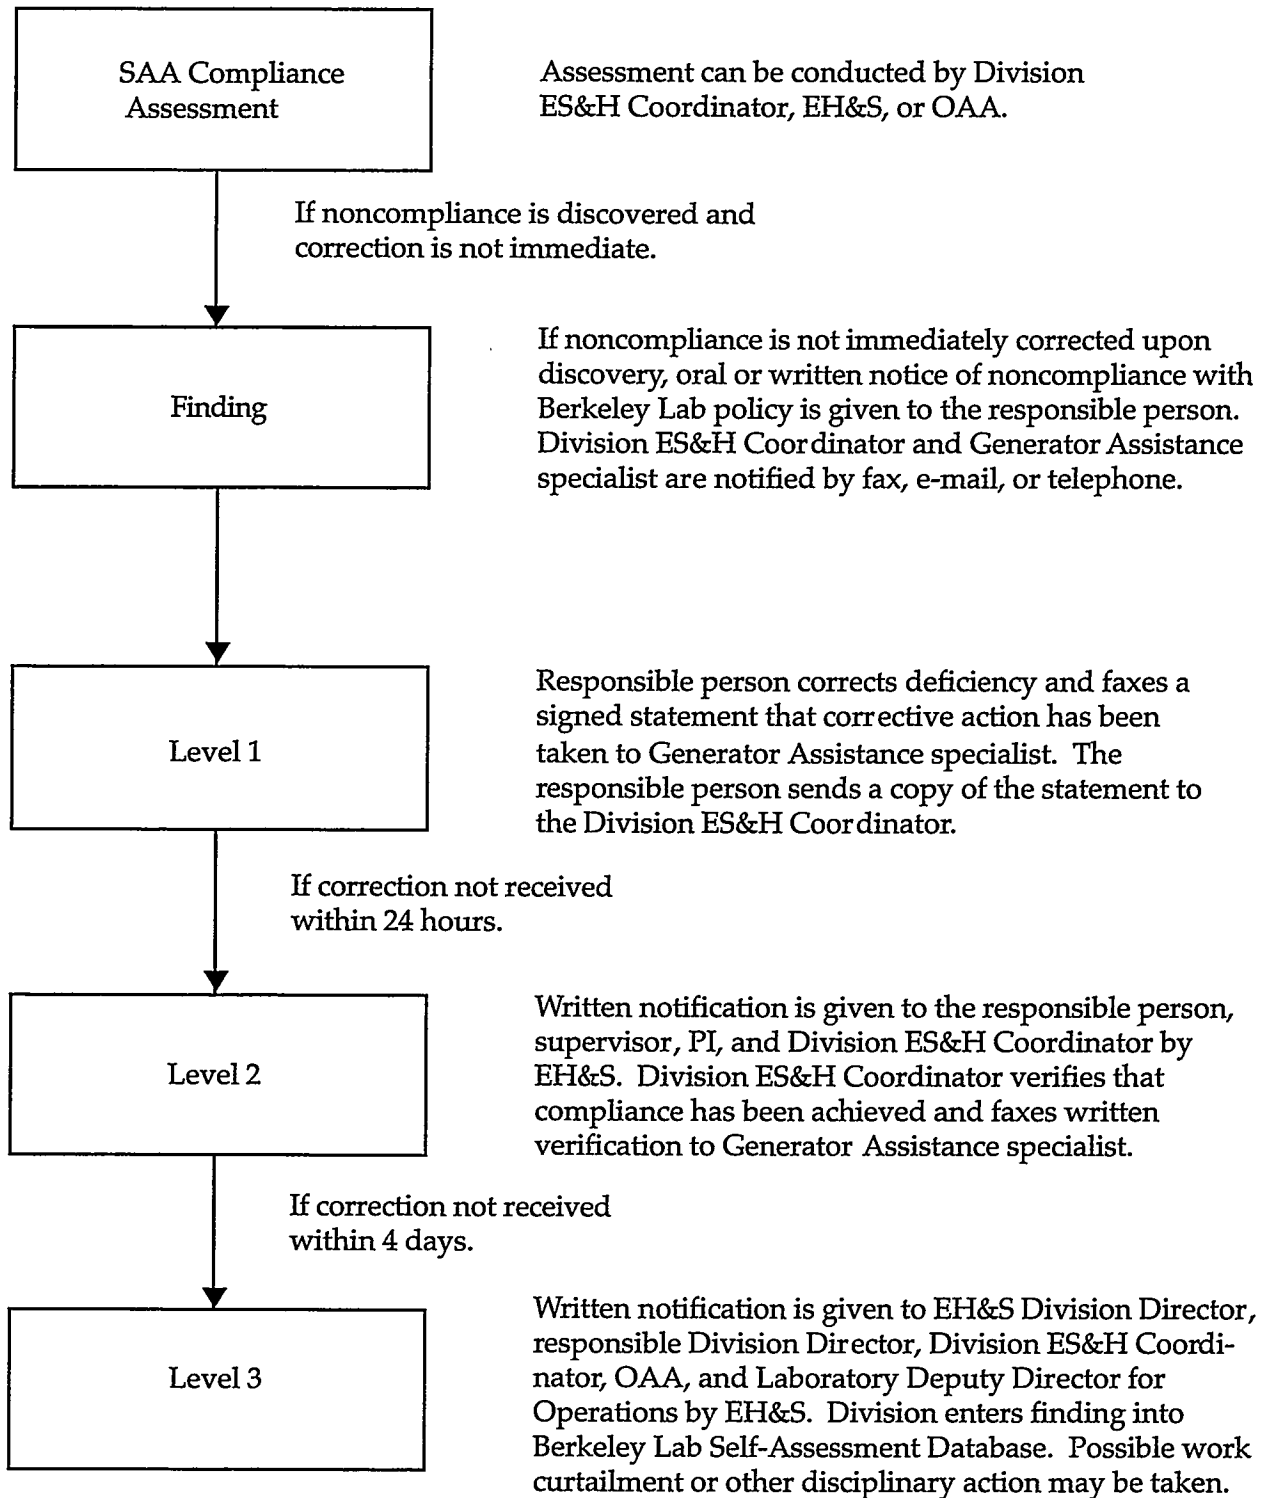 SAA Compliance
Assessment
Assessment can be conducted by Division
ES&H Coordinator, EH&S, or OAA.
If noncompliance is discovered and
correction is not immediate.
Finding
If noncompliance is not immediately corrected upon
discovery, oral or written notice of noncompliance with
Berkeley Lab policy is given to the responsible person.
Division ES&H Coordinator and Generator Assistance
specialist are notified by fax, e-mail, or telephone.
Level 1
Responsible person corrects deficiency and faxes a
signed statement that corrective action has been
taken to Generator Assistance specialist. The
responsible person sends a copy of the statement to
the Division ES&H Coordinator.
If correction not received
within 24 hours.
Level 2
Written notification is given to the responsible person,
supervisor, PI, and Division ES&H Coordinator by
EH&S. Division ES&H Coordinator verifies that
compliance has been achieved and faxes written
verification to Generator Assistance specialist.
If correction not received
within 4 days.
Level 3
Written notification is given to EH&S Division Director,
responsible Division Director, Division ES&H Coordi-
nator, OAA, and Laboratory Deputy Director for
Operations by EH&S. Division enters finding into
Berkeley Lab Self-Assessment Database. Possible work
curtailment or other disciplinary action may be taken.